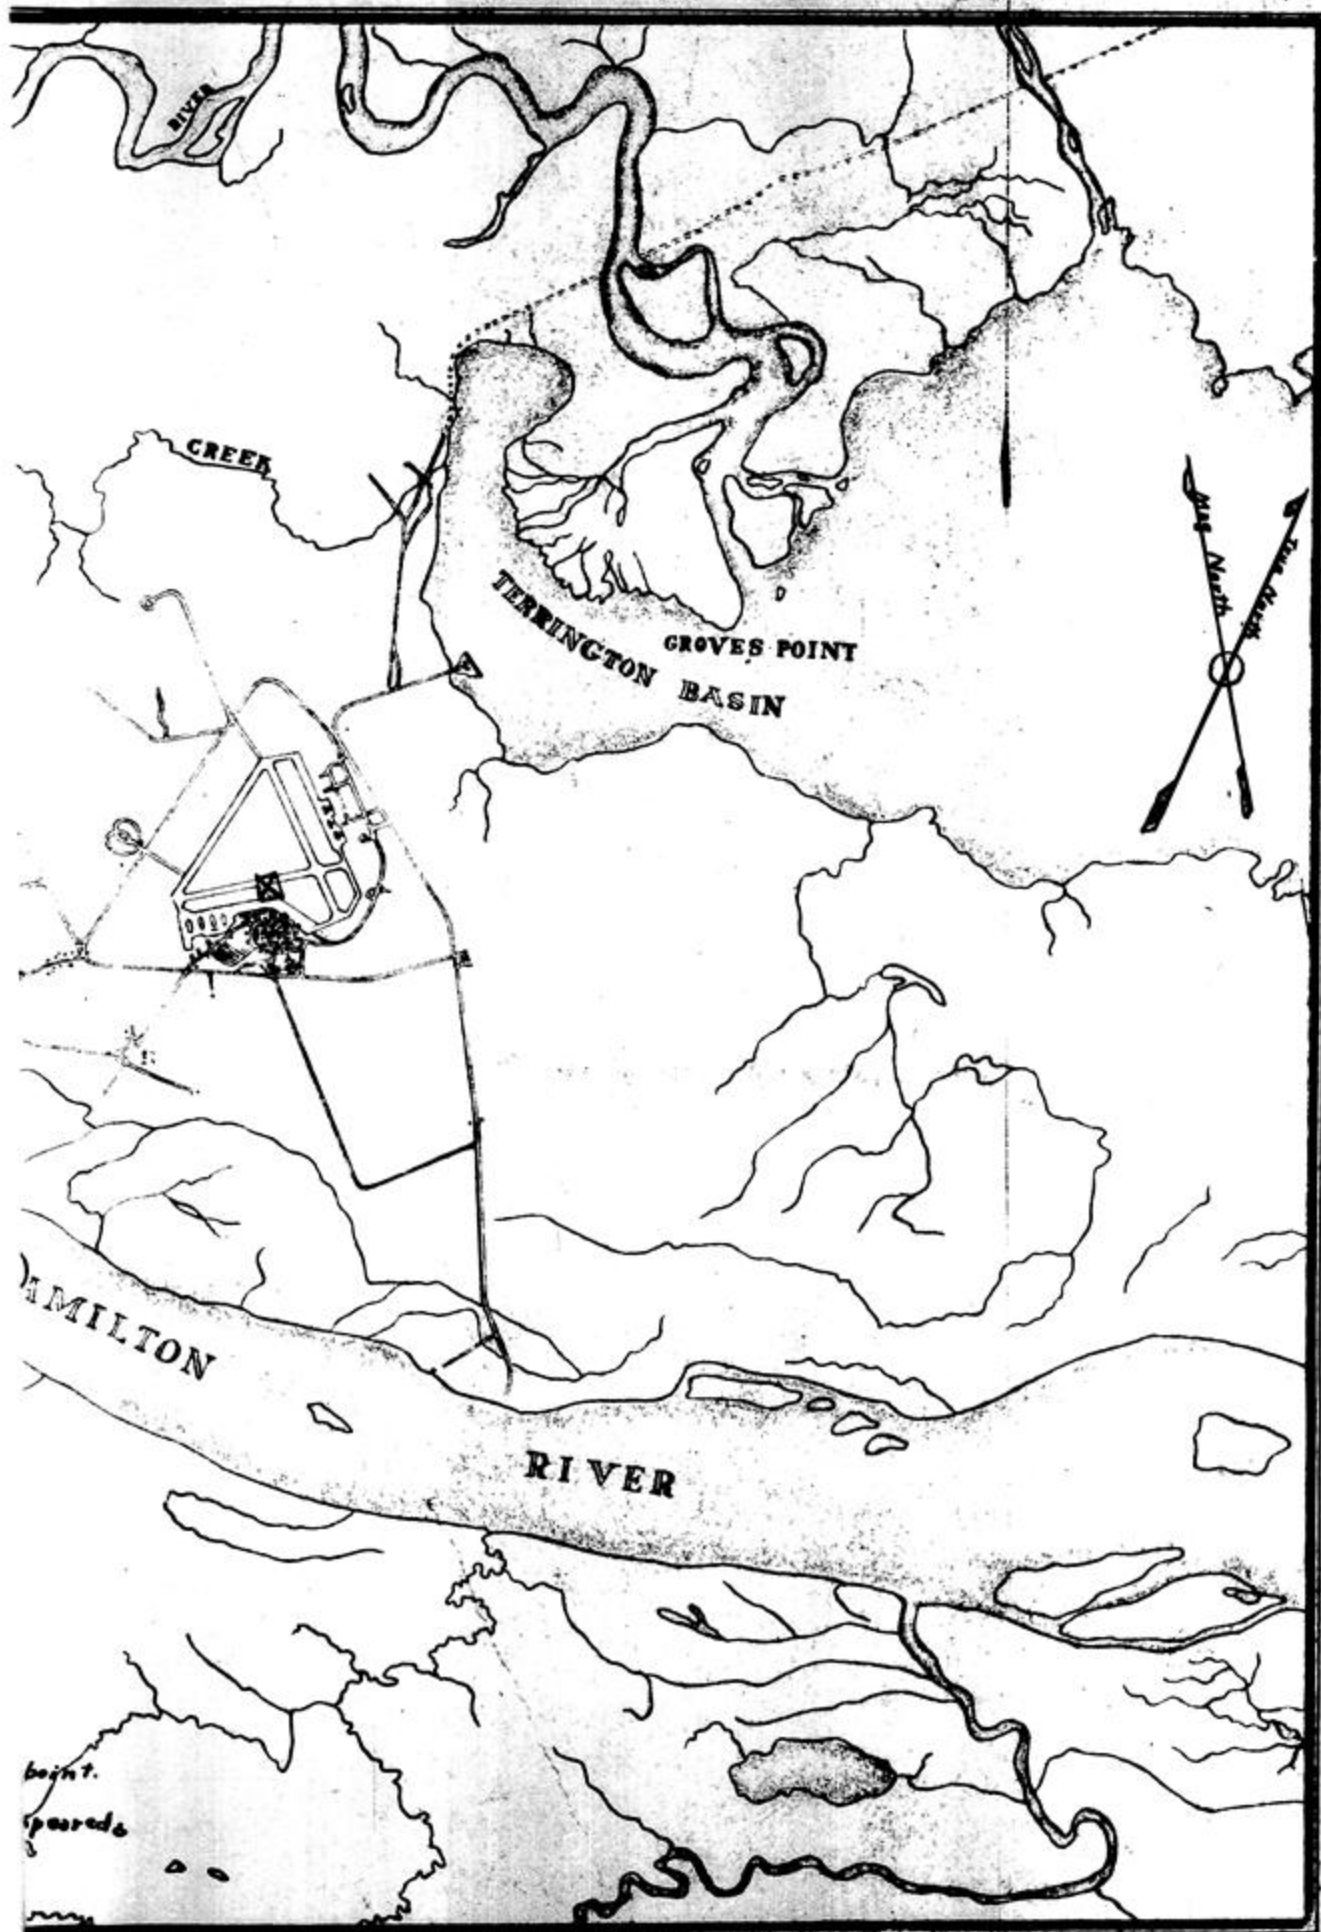 RIVER
CREEK
Mag North
True North
TERRINGTON BASIN
GROVES POINT
HAMILTON
RIVER
point.